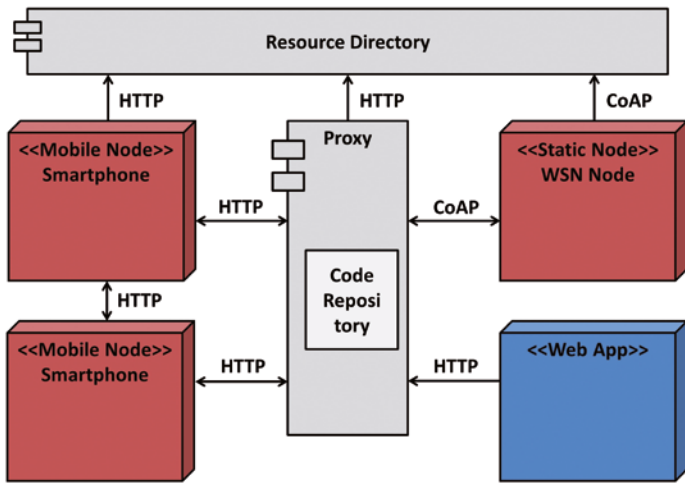 Resource Directory
HTTP
HTTP
CoAP
<<Mobile Node>>
Smartphone
Proxy
<<Static Node>>
WSN Node
HTTP
CoAP
Code
Reposi
tory
HTTP
<<Mobile Node>>
Smartphone
HTTP
HTTP
<<Web App>>